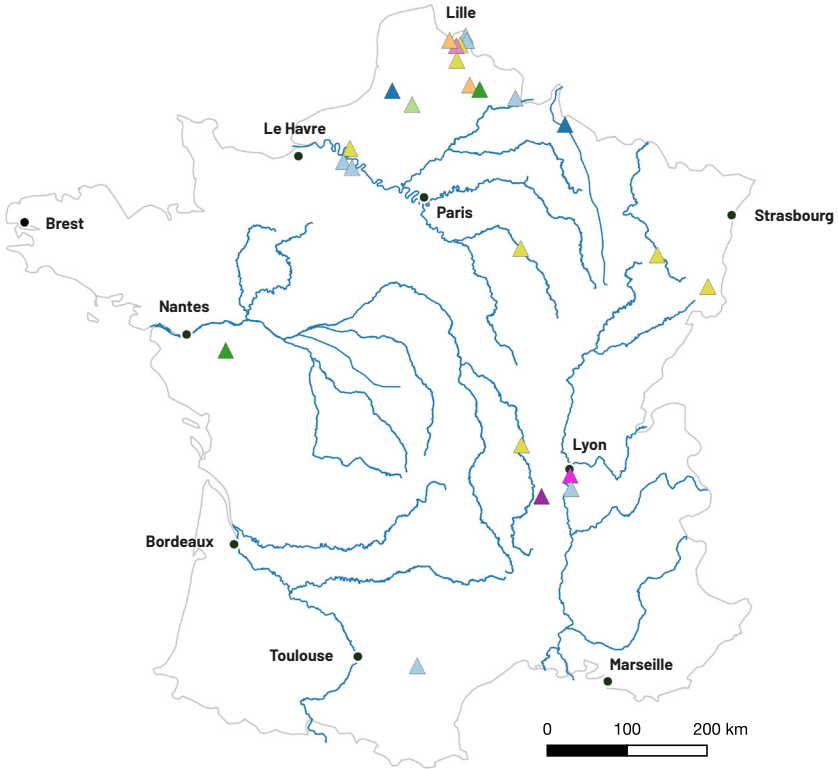 Lille
Le Havre
Paris
Brest
Strasbourg
Nantes
Lyon
Bordeaux
Toulouse
Marseille
0 100 200 km